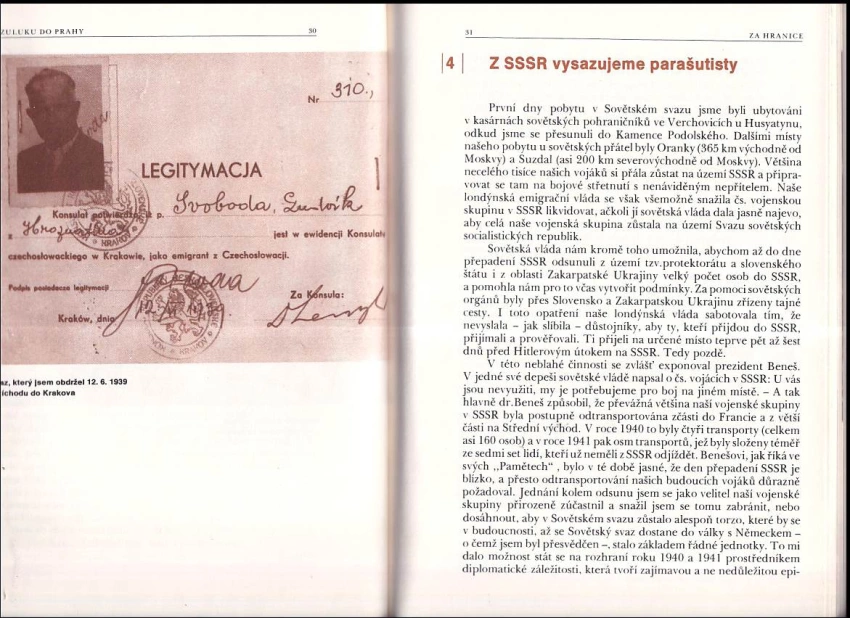 ZULUKU DO PRAHY
30
Nr 310.,
LEGITYMACJA
Konsulat potwierdza, iż p. Svoboda, Ludvík
z Hroznatín
jest w ewidencji Konsulatu
czechosłowackiego w Krakowie, jako emigrant z Czechosłowacji.
Podpis posiadacza legitymacji
Za Konsula:
Kraków, dnia
az, který jsem obdržel 12. 6. 1939
íchodu do Krakova
31
ZA HRANICE
4
Z SSSR vysazujeme parašutisty
První dny pobytu v Sovětském svazu jsme byli ubytováni
v kasárnách sovětských pohraničníků ve Verchovicích u Husyatynu,
odkud jsme se přesunuli do Kamence Podolského. Dalšími místy
našeho pobytu u sovětských přátel byly Oranky (365 km východně od
Moskvy) a Suzdal (asi 200 km severovýchodně od Moskvy). Většina
necelého tisíce našich vojáků si přála zůstat na území SSSR a připra-
vovat se tam na bojové střetnutí s nenáviděným nepřítelem. Naše
londýnská emigrační vláda se však všemožně snažila čs. vojenskou
skupinu v SSSR likvidovat, ačkoli jí sovětská vláda dala jasně najevo,
aby celá naše vojenská skupina zůstala na území Svazu sovětských
socialistických republik.
Sovětská vláda nám kromě toho umožnila, abychom až do dne
přepadení SSSR odsunuli z území tzv.protektorátu a slovenského
štátu i z oblasti Zakarpatské Ukrajiny velký počet osob do SSSR,
a pomohla nám pro to včas vytvořit podmínky. Za pomoci sovětských
orgánů byly přes Slovensko a Zakarpatskou Ukrajinu zřízeny tajné
cesty. I toto opatření naše londýnská vláda sabotovala tím, že
nevyslala – jak slíbila – důstojníky, aby ty, kteří přijdou do SSSR,
přijímali a prověřovali. Ti přijeli na určené místo teprve pět až šest
dnů před Hitlerovým útokem na SSSR. Tedy pozdě.
V této neblahé činnosti se zvlášť exponoval prezident Beneš.
V jedné své depeši sovětské vládě napsal o čs. vojácích v SSSR: U vás
jsou nevyužití, my je potřebujeme pro boj na jiném místě. – A tak
hlavně dr.Beneš způsobil, že převážná většina naší vojenské skupiny
v SSSR byla postupně odtransportována zčásti do Francie a z větší
části na Střední východ. V roce 1940 to byly čtyři transporty (celkem
asi 160 osob) a v roce 1941 pak osm transportů, jež byly složeny téměř
ze sedmi set lidí, kteří už neměli z SSSR odjíždět. Benešovi, jak říká ve
svých „Pamětech", bylo v té době jasné, že den přepadení SSSR je
blízko, a přesto odtransportování našich budoucích vojáků důrazně
požadoval. Jednání kolem odsunu jsem se jako velitel naší vojenské
skupiny přirozeně zúčastnil a snažil jsem se tomu zabránit, nebo
dosáhnout, aby v Sovětském svazu zůstalo alespoň torzo, které by se
v budoucnosti, až se Sovětský svaz dostane do války s Německem –
o čemž jsem byl přesvědčen –, stalo základem řádné jednotky. To mi
dalo možnost stát se na rozhraní roku 1940 a 1941 prostředníkem
diplomatické záležitosti, která tvoří zajímavou a ne nedůležitou epi-